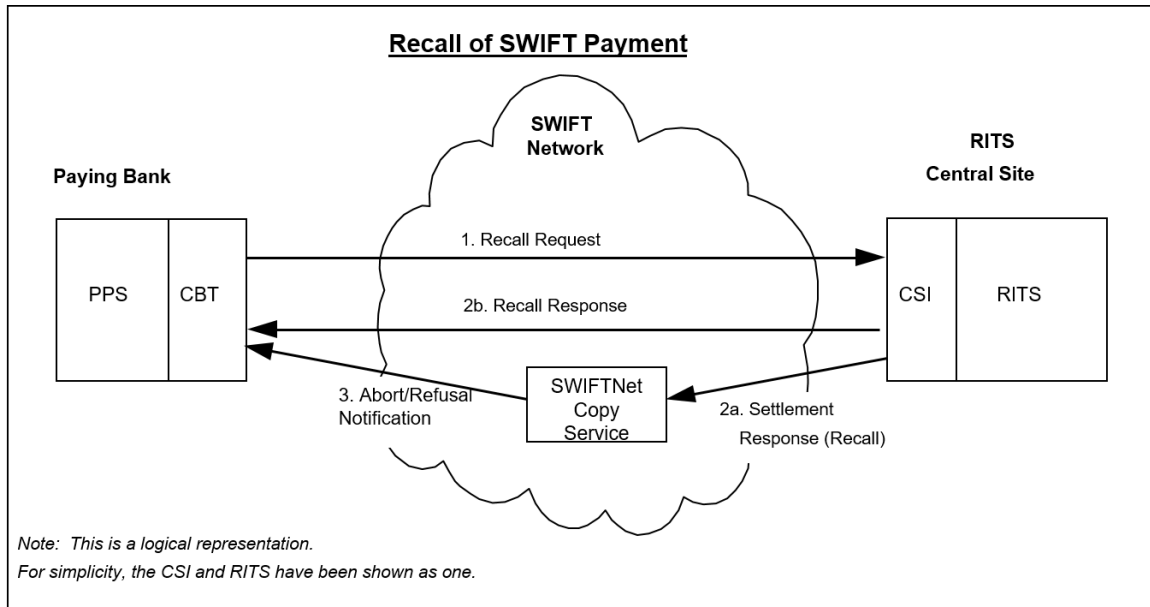 Recall of SWIFT Payment
SWIFT
Network
RITS
Central Site
Paying Bank
1. Recall Request
PPS
CBT
2b. Recall Response
CSI
RITS
3. Abort/Refusal
Notification
SWIFTNet
Copy
Service
2a. Settlement
Response (Recall)
Note: This is a logical representation.
For simplicity, the CSI and RITS have been shown as one.